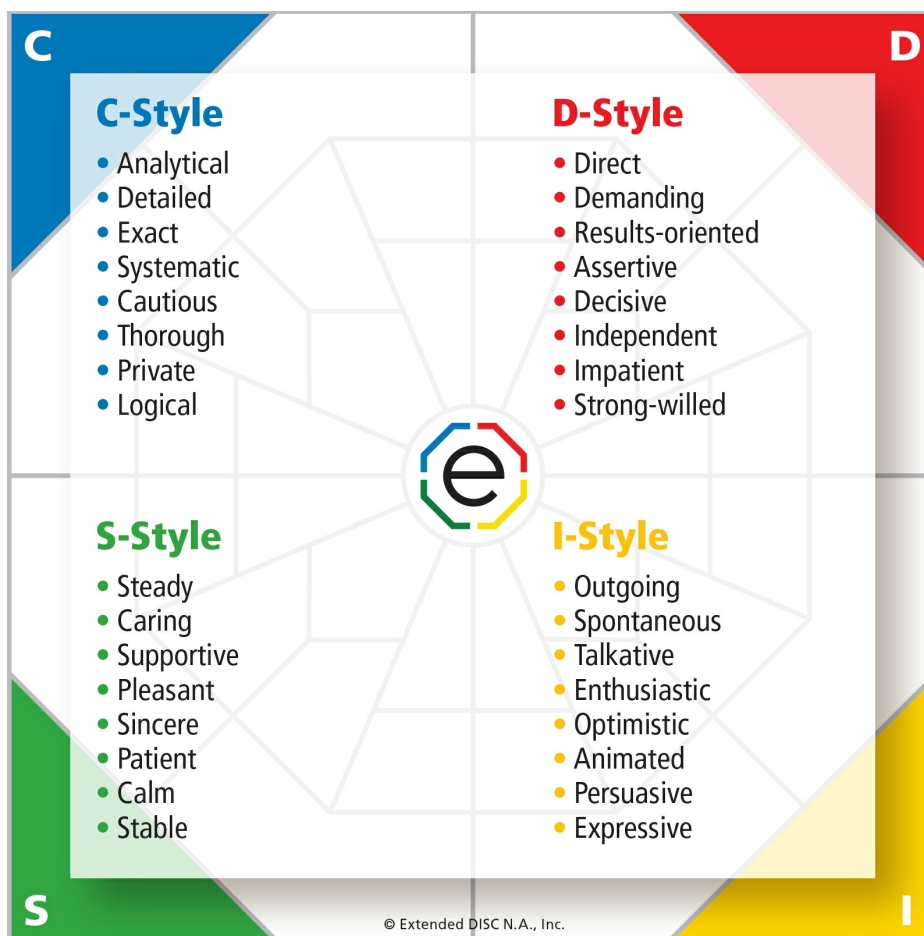 C
D
C-Style
• Analytical
• Detailed
• Exact
• Systematic
• Cautious
• Thorough
• Private
• Logical
D-Style
• Direct
• Demanding
• Results-oriented
• Assertive
• Decisive
• Independent
• Impatient
• Strong-willed
e
S-Style
• Steady
• Caring
• Supportive
• Pleasant
• Sincere
• Patient
• Calm
• Stable
I-Style
• Outgoing
• Spontaneous
• Talkative
• Enthusiastic
• Optimistic
• Animated
• Persuasive
• Expressive
S
I
© Extended DISC N.A., Inc.